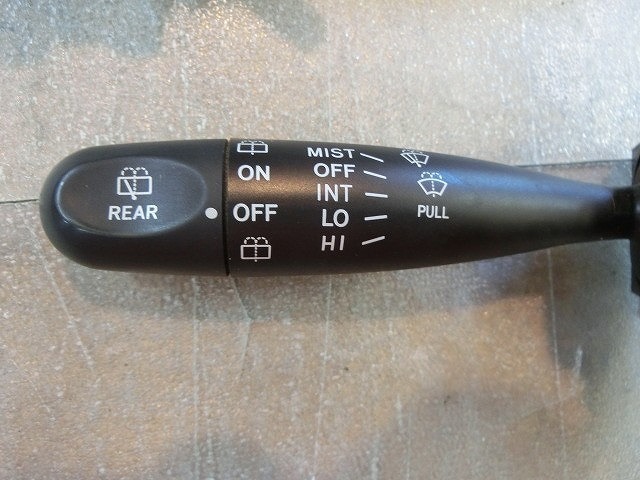 REAR
ON
OFF
MIST
OFF
INT
LO
HI
PULL